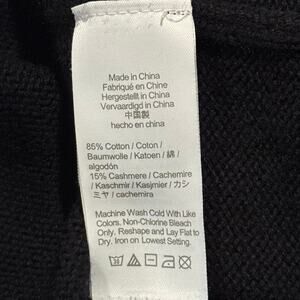 Made in China
Fabriqué en Chine
Hergestellt in China
Vervaardigd in China
中国製
hecho en china
85% Cotton / Coton /
Baumwolle / Katoen / 綿 /
algodón
15% Cashmere / Cachemire
/ Kaschmir / Kasjmier / カシ
ミヤ / cachemira
Machine Wash Cold With Like
Colors. Non-Chlorine Bleach
Only, Reshape and Lay Flat to
Dry. Iron on Lowest Setting.
30